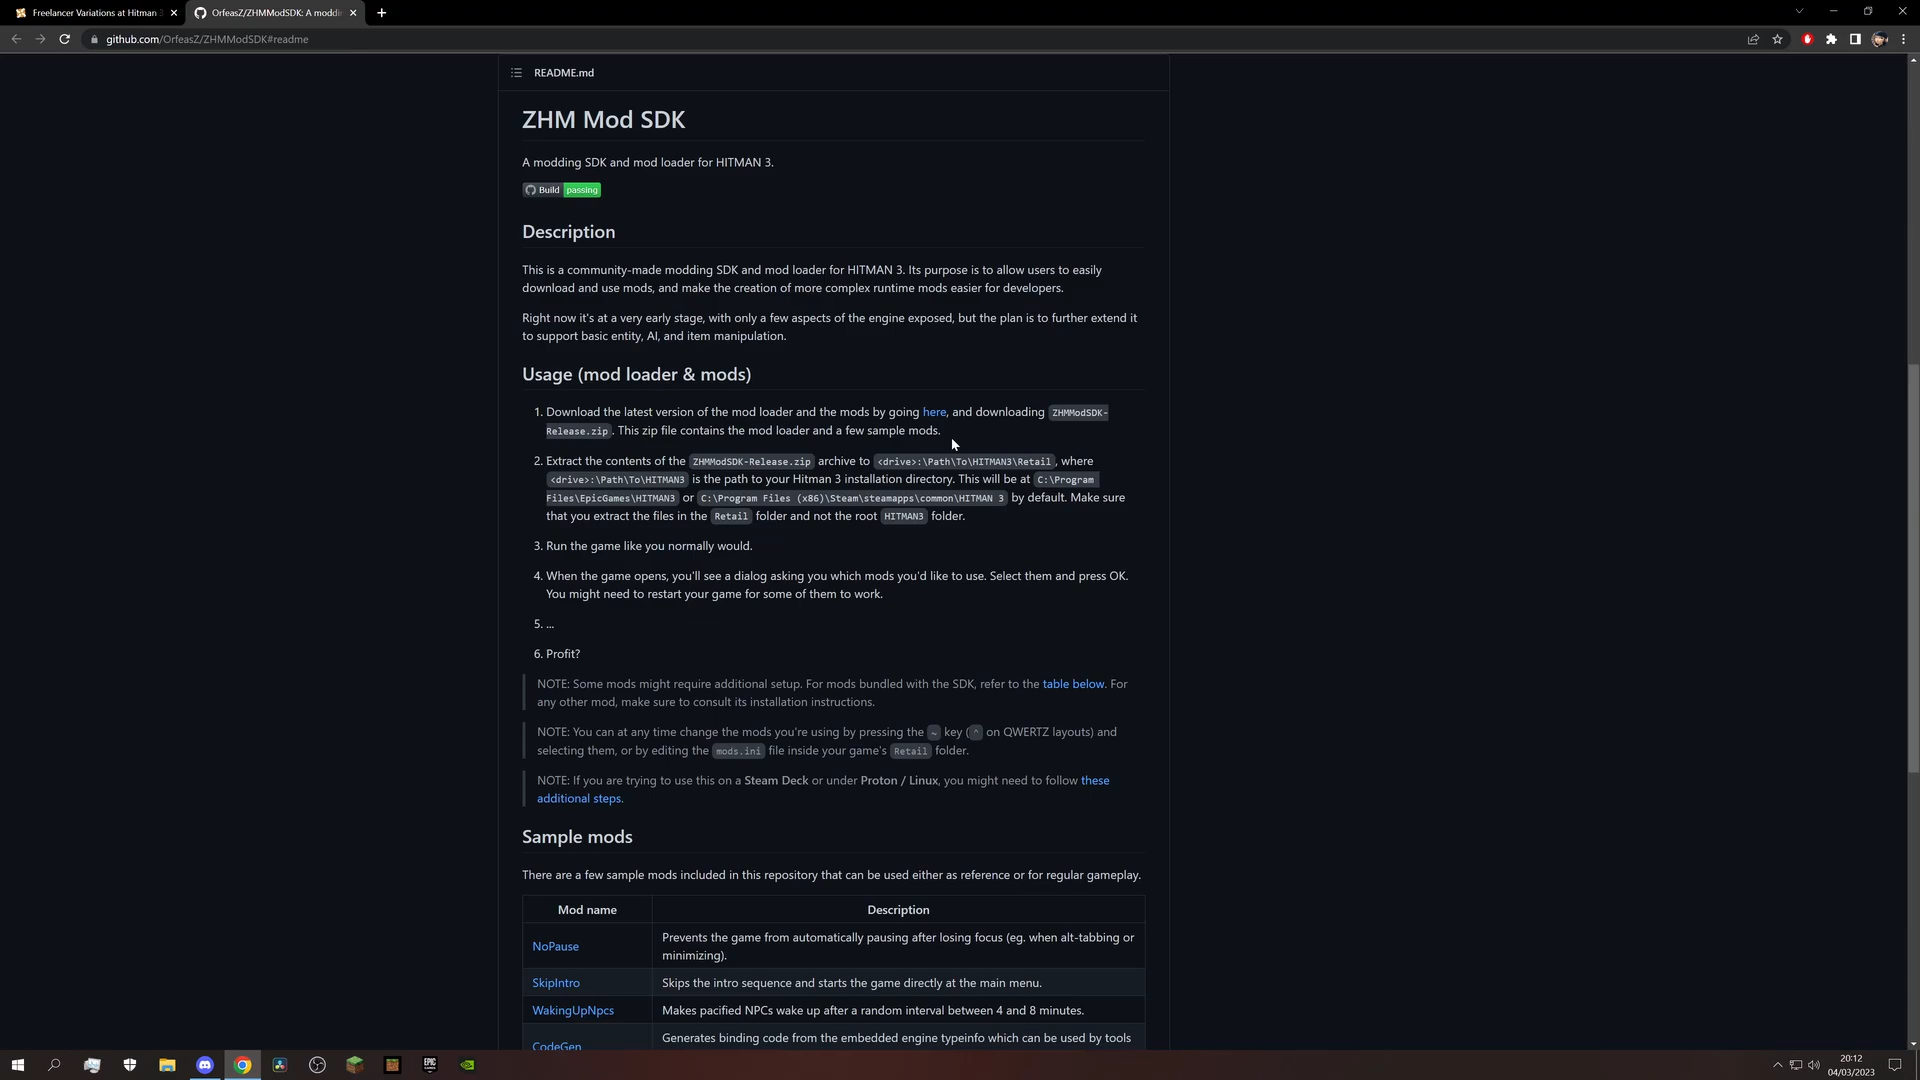 Freelancer Variations at Hitman 3
OrfeasZ/ZHMModSDK: A moddin
github.com/OrfeasZ/ZHMModSDK#readme
README.md
ZHM Mod SDK
A modding SDK and mod loader for HITMAN 3.
Build passing
Description
This is a community-made modding SDK and mod loader for HITMAN 3. Its purpose is to allow users to easily
download and use mods, and make the creation of more complex runtime mods easier for developers.
Right now it's at a very early stage, with only a few aspects of the engine exposed, but the plan is to further extend it
to support basic entity, AI, and item manipulation.
Usage (mod loader & mods)
1. Download the latest version of the mod loader and the mods by going here, and downloading ZHMModSDK-
Release.zip. This zip file contains the mod loader and a few sample mods.
2. Extract the contents of the ZHMModSDK-Release.zip archive to <drive>:\Path\To\HITMAN3\Retail, where
<drive>:\Path\To\HITMAN3 is the path to your Hitman 3 installation directory. This will be at C:\Program
Files\EpicGames\HITMAN3 or C:\Program Files (x86)\Steam\steamapps\common\HITMAN 3 by default. Make sure
that you extract the files in the Retail folder and not the root HITMAN3 folder.
3. Run the game like you normally would.
4. When the game opens, you'll see a dialog asking you which mods you'd like to use. Select them and press OK.
You might need to restart your game for some of them to work.
5. ...
6. Profit?
NOTE: Some mods might require additional setup. For mods bundled with the SDK, refer to the table below. For
any other mod, make sure to consult its installation instructions.
NOTE: You can at any time change the mods you're using by pressing the ~ key (^ on QWERTZ layouts) and
selecting them, or by editing the mods.ini file inside your game's Retail folder.
NOTE: If you are trying to use this on a Steam Deck or under Proton / Linux, you might need to follow these
additional steps.
Sample mods
There are a few sample mods included in this repository that can be used either as reference or for regular gameplay.
Mod name Description
NoPause Prevents the game from automatically pausing after losing focus (eg. when alt-tabbing or
minimizing).
SkipIntro Skips the intro sequence and starts the game directly at the main menu.
WakingUpNpcs Makes pacified NPCs wake up after a random interval between 4 and 8 minutes.
CodeGen Generates binding code from the embedded engine typeinfo which can be used by tools
EPIC GAMES
20:12
04/03/2023